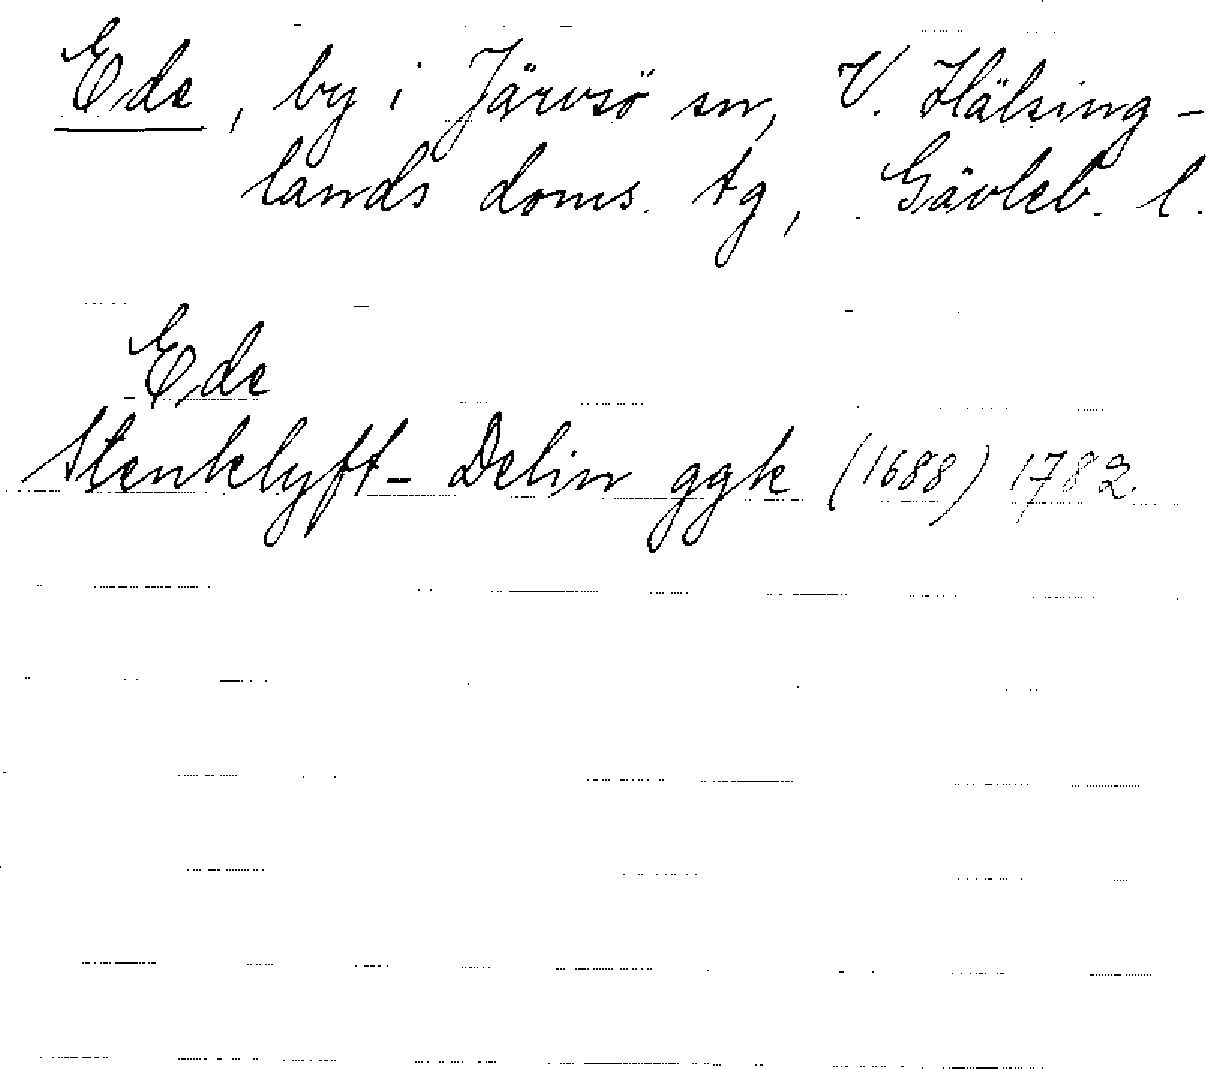 Ede, by i Järvsö sn, V. Hälsing-
lands doms. tg, Gävleb. l.
Ede
Stenklyft- Delin ggk (1688) 1782.